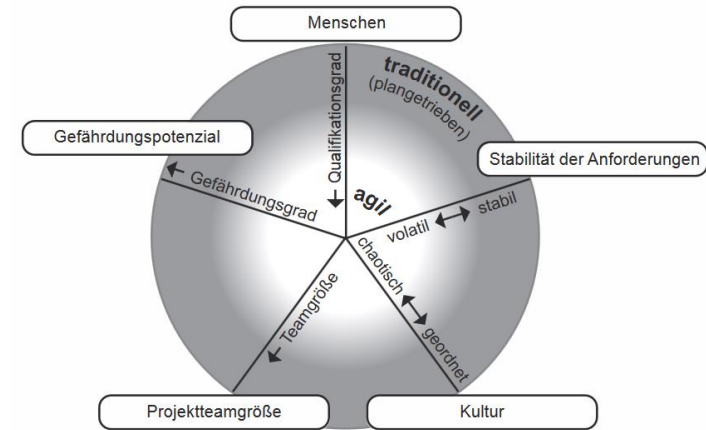 Menschen
traditionell
(plangetrieben)
Qualifikationsgrad
Gefährdungspotenzial
Stabilität der Anforderungen
Gefährdungsgrad
agil
volatil
stabil
chaotisch
geordnet
Teamgröße
Projektteamgröße
Kultur